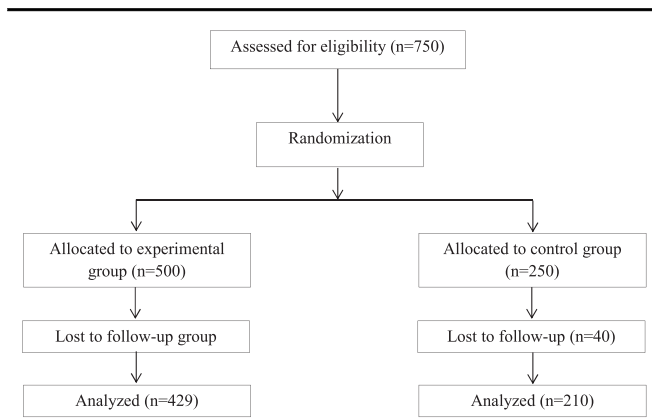 Assessed for eligibility (n=750)
Randomization
Allocated to experimental
group (n=500)
Allocated to control group
(n=250)
Lost to follow-up group
Lost to follow-up (n=40)
Analyzed (n=429)
Analyzed (n=210)